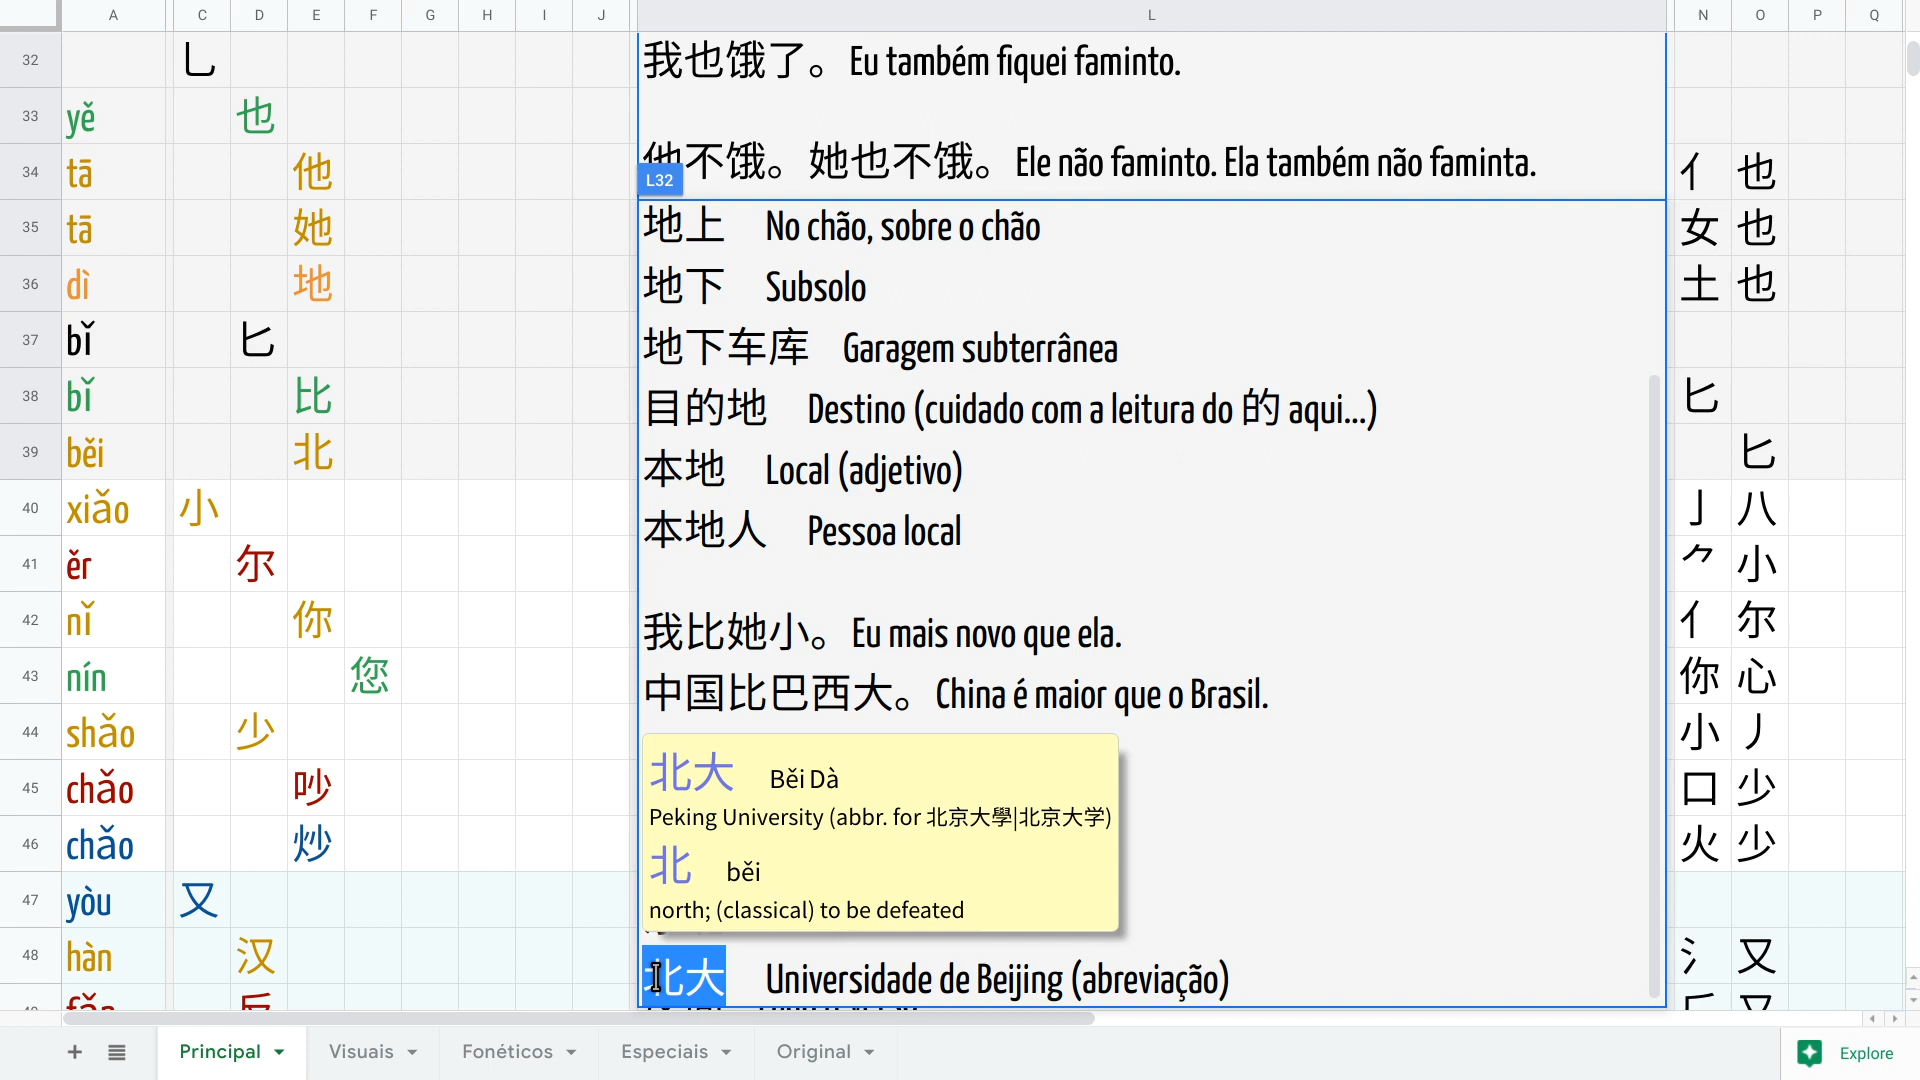 A C D E F G H I J L N O P Q
32 乚 我也饿了。 Eu também fiquei faminto.
33 yě 也
34 tā 他 他不饿。她也不饿。 Ele não faminto. Ela também não faminta. 亻 也
L32
35 tā 她 地上 No chão, sobre o chão 女 也
36 dì 地 地下 Subsolo 土 也
37 bǐ 匕 地下车库 Garagem subterrânea
38 bǐ 比 目的地 Destino (cuidado com a leitura do 的 aqui...) 匕
39 běi 北 本地 Local (adjetivo) 匕
40 xiǎo 小 本地人 Pessoa local 亅 八
41 ěr 尔 ⺈ 小
42 nǐ 你 我比她小。 Eu mais novo que ela. 亻 尔
43 nín 您 中国比巴西大。 China é maior que o Brasil. 你 心
44 shǎo 少 北大 Běi Dà 小 丿
45 chǎo 吵 Peking University (abbr. for 北京大學|北京大学) 口 少
46 chǎo 炒 北 běi 火 少
47 yòu 又 north; (classical) to be defeated
48 hàn 汉 北大 Universidade de Beijing (abreviação) 氵 又
+ Principal Visuais Fonéticos Especiais Original Explore